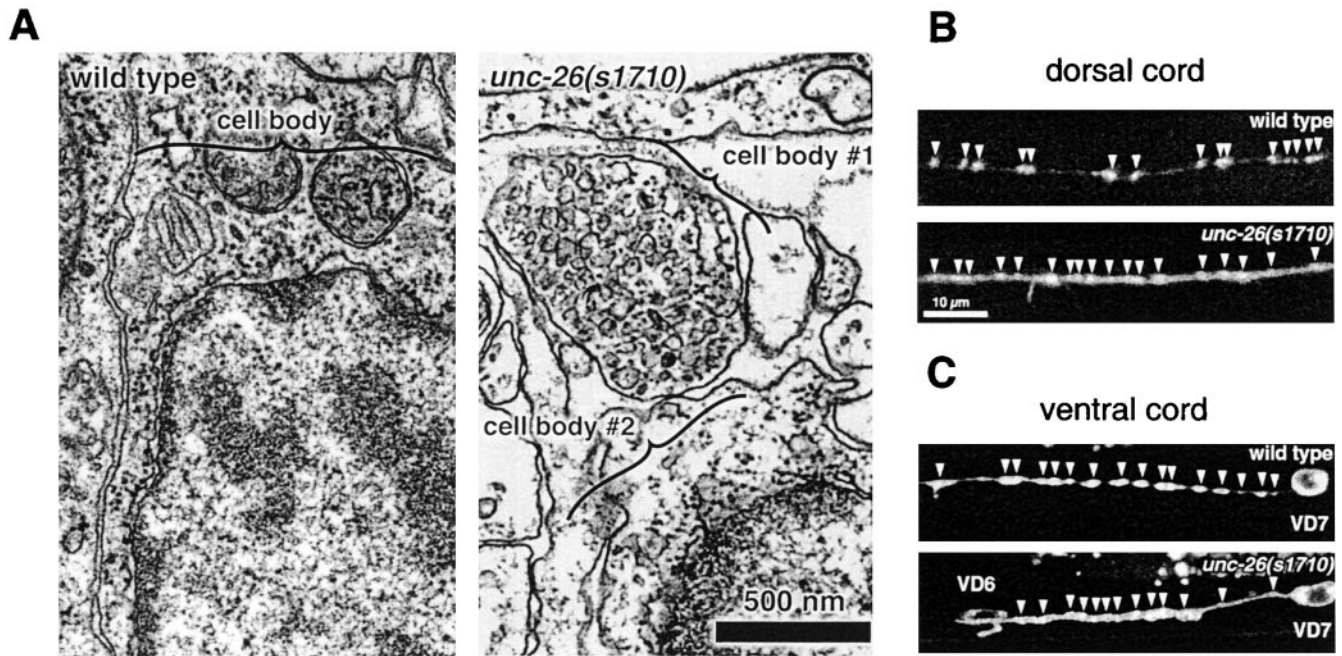 A
wild type
cell body
unc-26(s1710)
cell body #1
cell body #2
500 nm
B
dorsal cord
wild type
unc-26(s1710)
10 µm
C
ventral cord
wild type
VD7
unc-26(s1710)
VD6
VD7